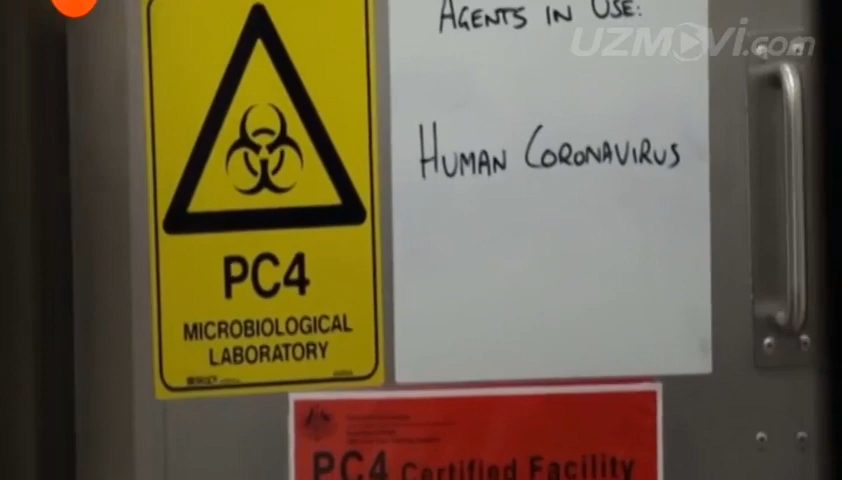 AGENTS IN USE:
UZMOVi.com
HUMAN CORONAVIRUS
PC4
MICROBIOLOGICAL
LABORATORY
PC4 Certified Facility